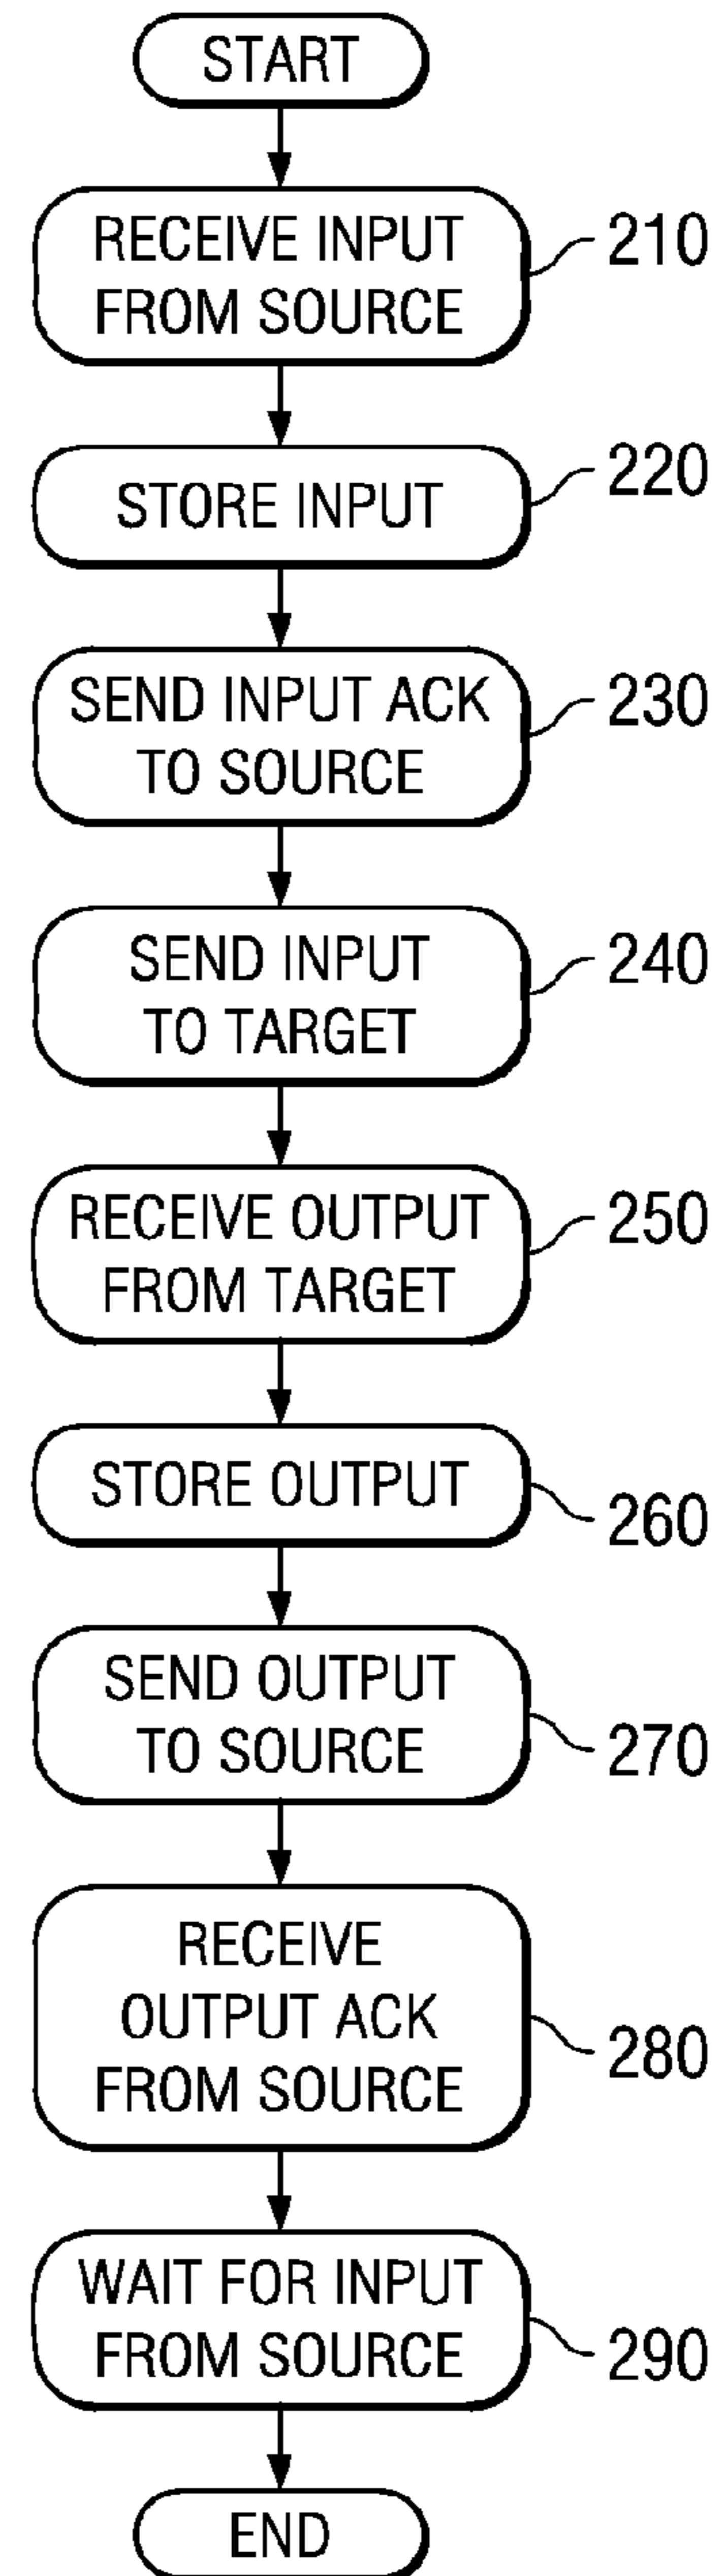 START
RECEIVE INPUT
FROM SOURCE
210
STORE INPUT
220
SEND INPUT ACK
TO SOURCE
230
SEND INPUT
TO TARGET
240
RECEIVE OUTPUT
FROM TARGET
250
STORE OUTPUT
260
SEND OUTPUT
TO SOURCE
270
RECEIVE
OUTPUT ACK
FROM SOURCE
280
WAIT FOR INPUT
FROM SOURCE
290
END